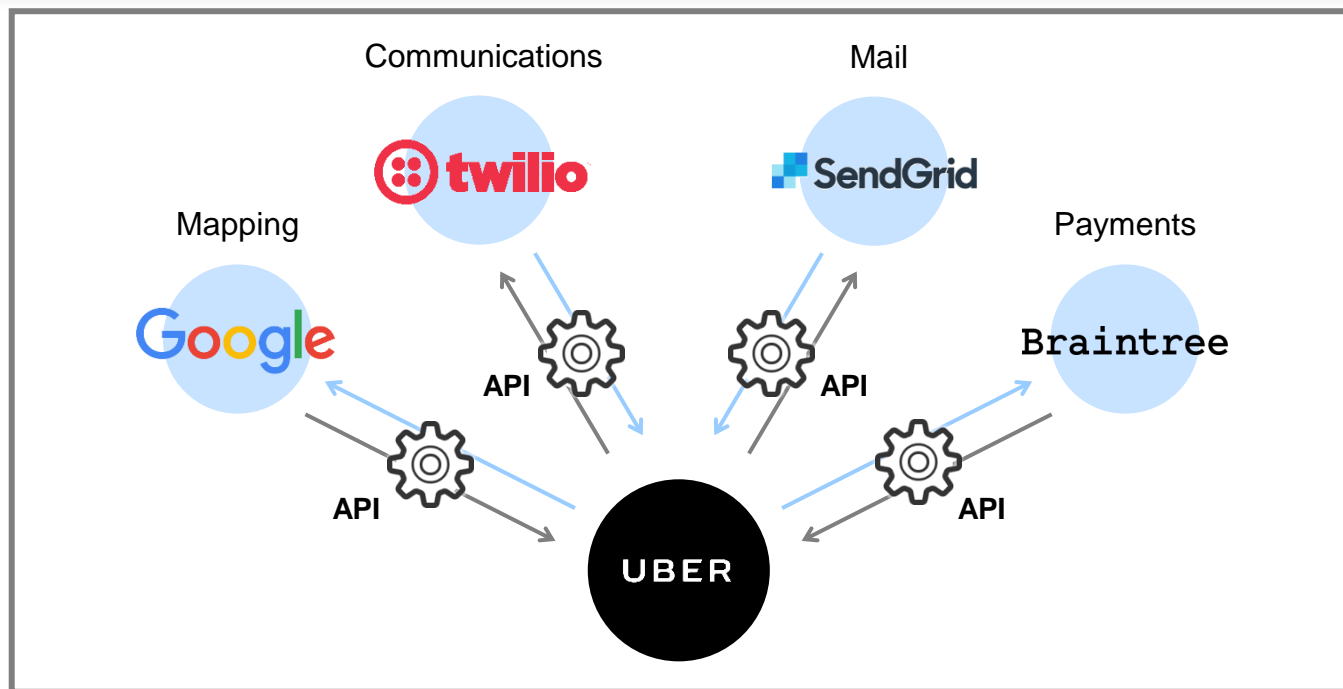 Communications
Mail
twilio
SendGrid
Mapping
Payments
Google
Braintree
API
API
API
API
UBER